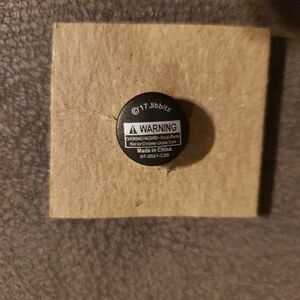 ©'17 Jibbitz
⚠ WARNING
CHOKING HAZARD - Small Parts
Not for Children Under 3 yrs.
Made in China
07-2021-C20